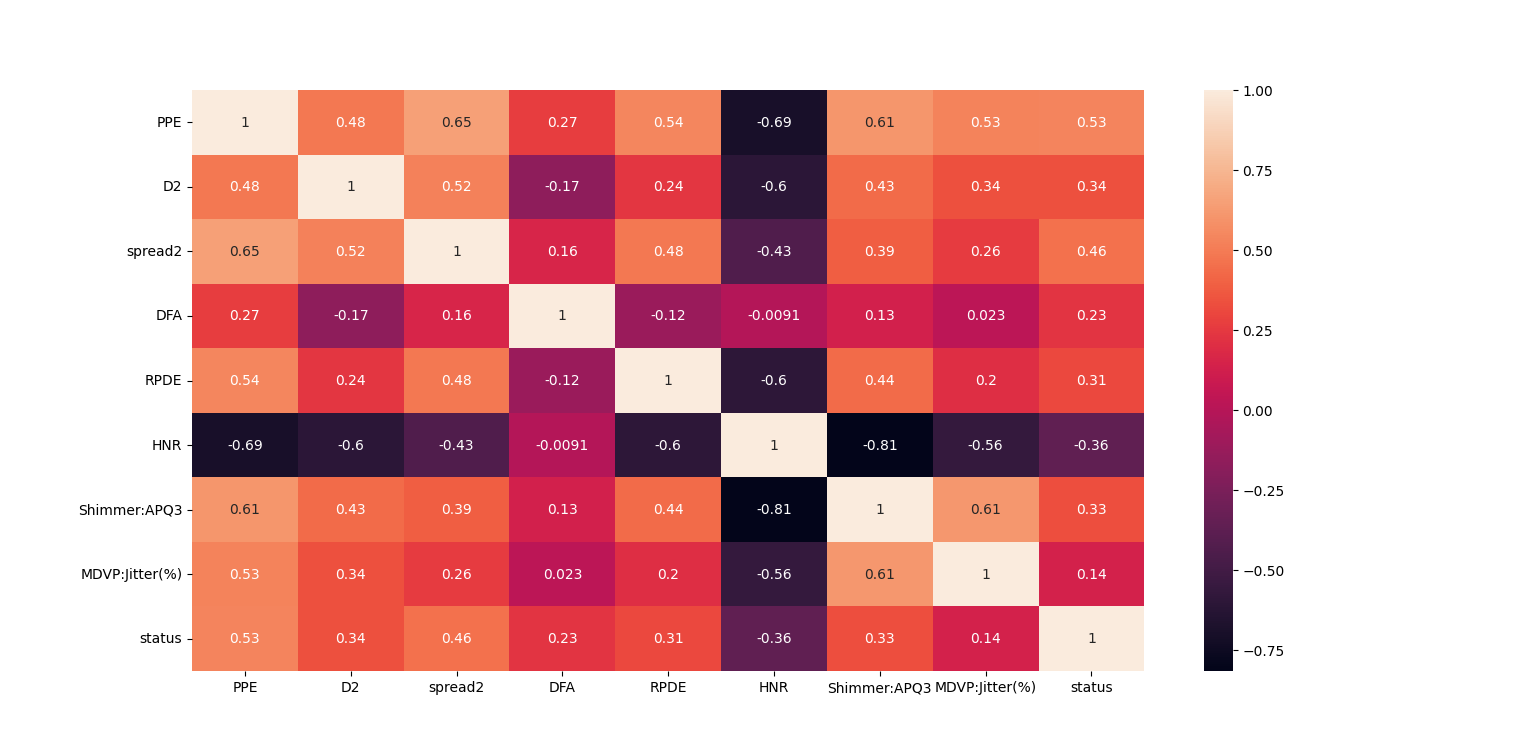 PPE 1 0.48 0.65 0.27 0.54 -0.69 0.61 0.53 0.53
D2 0.48 1 0.52 -0.17 0.24 -0.6 0.43 0.34 0.34
spread2 0.65 0.52 1 0.16 0.48 -0.43 0.39 0.26 0.46
DFA 0.27 -0.17 0.16 1 -0.12 -0.0091 0.13 0.023 0.23
RPDE 0.54 0.24 0.48 -0.12 1 -0.6 0.44 0.2 0.31
HNR -0.69 -0.6 -0.43 -0.0091 -0.6 1 -0.81 -0.56 -0.36
Shimmer:APQ3 0.61 0.43 0.39 0.13 0.44 -0.81 1 0.61 0.33
MDVP:Jitter(%) 0.53 0.34 0.26 0.023 0.2 -0.56 0.61 1 0.14
status 0.53 0.34 0.46 0.23 0.31 -0.36 0.33 0.14 1
PPE D2 spread2 DFA RPDE HNR Shimmer:APQ3 MDVP:Jitter(%) status
1.00
0.75
0.50
0.25
0.00
−0.25
−0.50
−0.75